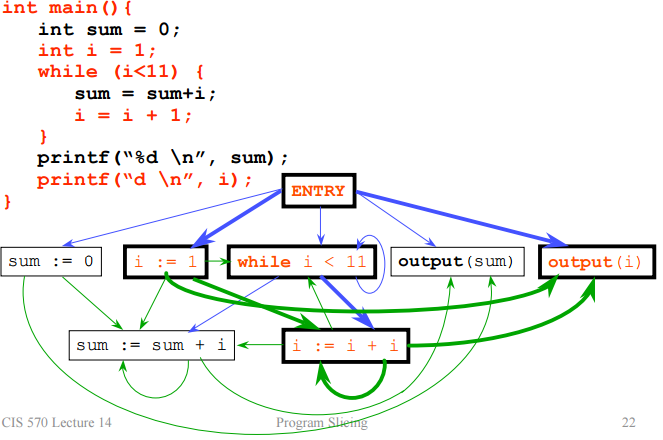 int main(){
int sum = 0;
int i = 1;
while (i<11) {
sum = sum+i;
i = i + 1;
}
printf(“%d \n”, sum);
printf(“d \n”, i);
}
ENTRY
sum := 0
i := 1
while i < 11
output(sum)
output(i)
sum := sum + i
i := i + i
CIS 570 Lecture 14
Program Slicing
22